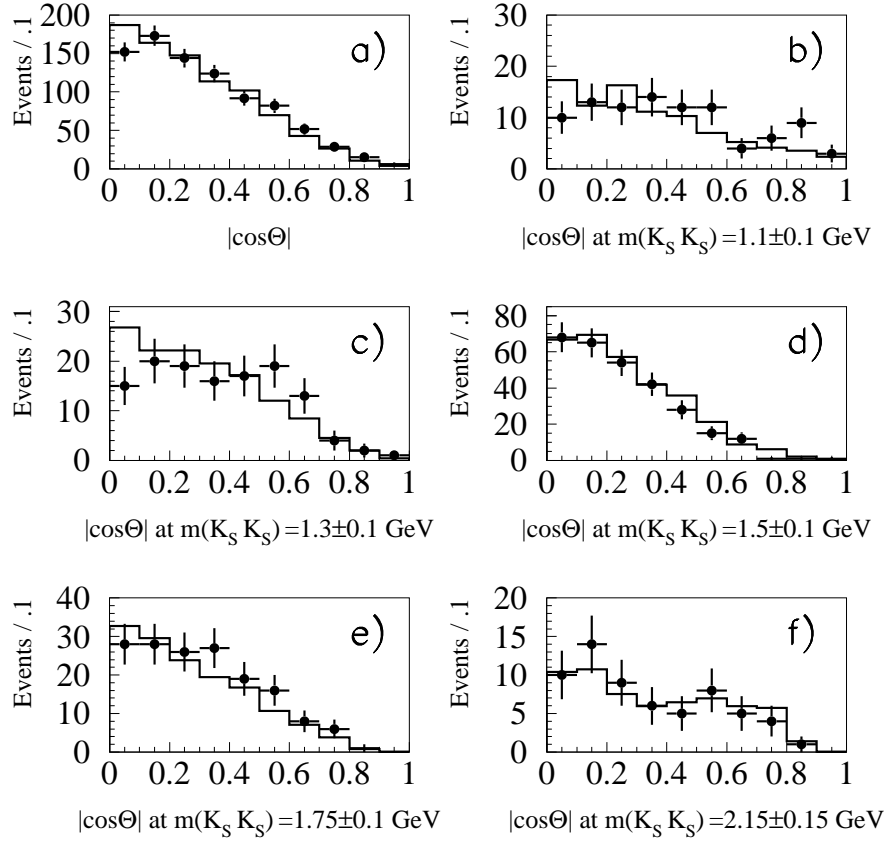 Events / .1
200
150
100
50
0
a)
0 0.2 0.4 0.6 0.8 1
|cosΘ|
Events / .1
30
20
10
0
b)
0 0.2 0.4 0.6 0.8 1
|cosΘ| at m(K_S K_S)=1.1±0.1 GeV
Events / .1
30
20
10
0
c)
0 0.2 0.4 0.6 0.8 1
|cosΘ| at m(K_S K_S)=1.3±0.1 GeV
Events / .1
80
60
40
20
0
d)
0 0.2 0.4 0.6 0.8 1
|cosΘ| at m(K_S K_S)=1.5±0.1 GeV
Events / .1
40
30
20
10
0
e)
0 0.2 0.4 0.6 0.8 1
|cosΘ| at m(K_S K_S)=1.75±0.1 GeV
Events / .1
20
15
10
5
0
f)
0 0.2 0.4 0.6 0.8 1
|cosΘ| at m(K_S K_S)=2.15±0.15 GeV